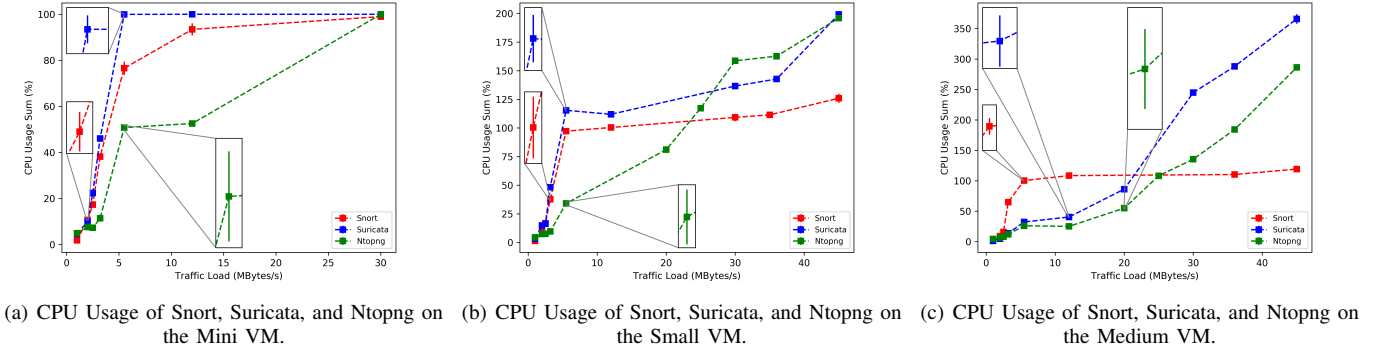 100
80
60
40
20
0
CPU Usage Sum (%)
0 5 10 15 20 25 30
Traffic Load (MBytes/s)
Snort
Suricata
Ntopng
200
175
150
125
100
75
50
25
0
CPU Usage Sum (%)
0 10 20 30 40
Traffic Load (MBytes/s)
Snort
Suricata
Ntopng
350
300
250
200
150
100
50
0
CPU Usage Sum (%)
0 10 20 30 40
Traffic Load (MBytes/s)
Snort
Suricata
Ntopng
(a) CPU Usage of Snort, Suricata, and Ntopng on
the Mini VM.
(b) CPU Usage of Snort, Suricata, and Ntopng on
the Small VM.
(c) CPU Usage of Snort, Suricata, and Ntopng on
the Medium VM.